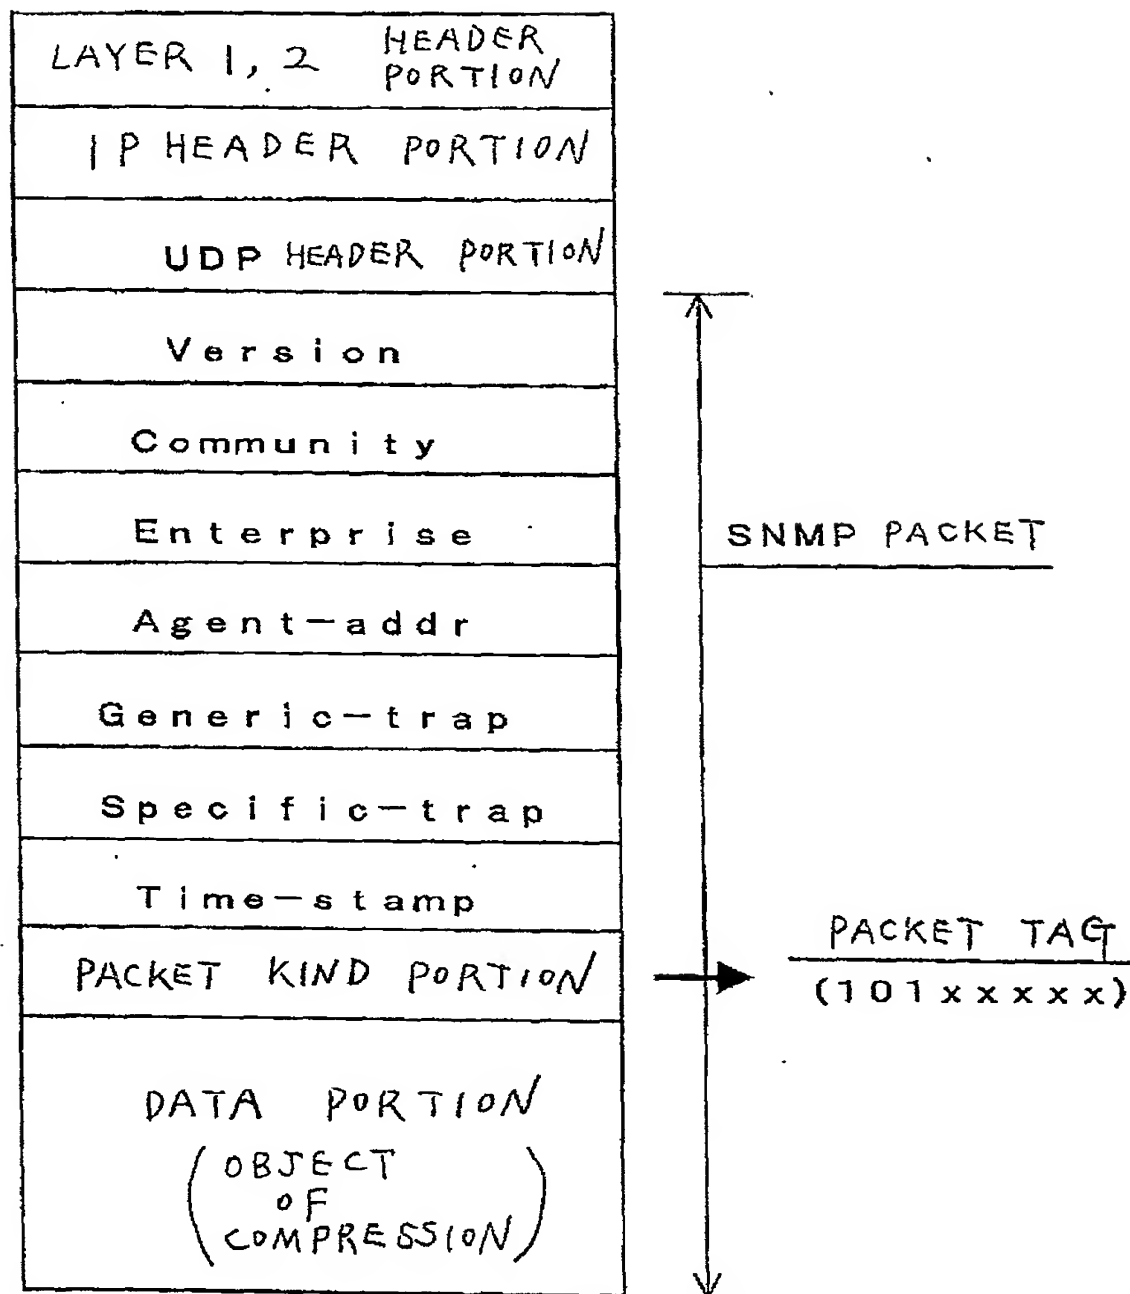 LAYER 1, 2 HEADER PORTION
IP HEADER PORTION
UDP HEADER PORTION
Version
Community
Enterprise
SNMP PACKET
Agent-addr
Generic-trap
Specific-trap
Time-stamp
PACKET KIND PORTION
PACKET TAG
(101xxxxx)
DATA PORTION
(OBJECT
OF
COMPRESSION)